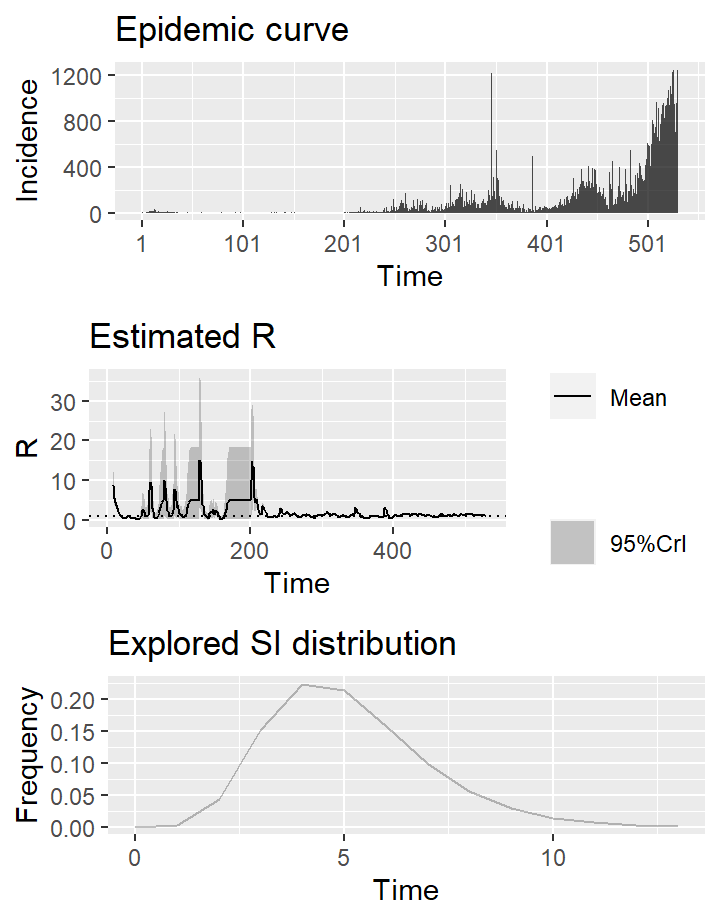 Epidemic curve
Incidence
1200
800
400
0
1 101 201 301 401 501
Time
Estimated R
R
30
20
10
0
0 200 400
Time
Mean
95%CrI
Explored SI distribution
Frequency
0.20
0.15
0.10
0.05
0.00
0 5 10
Time